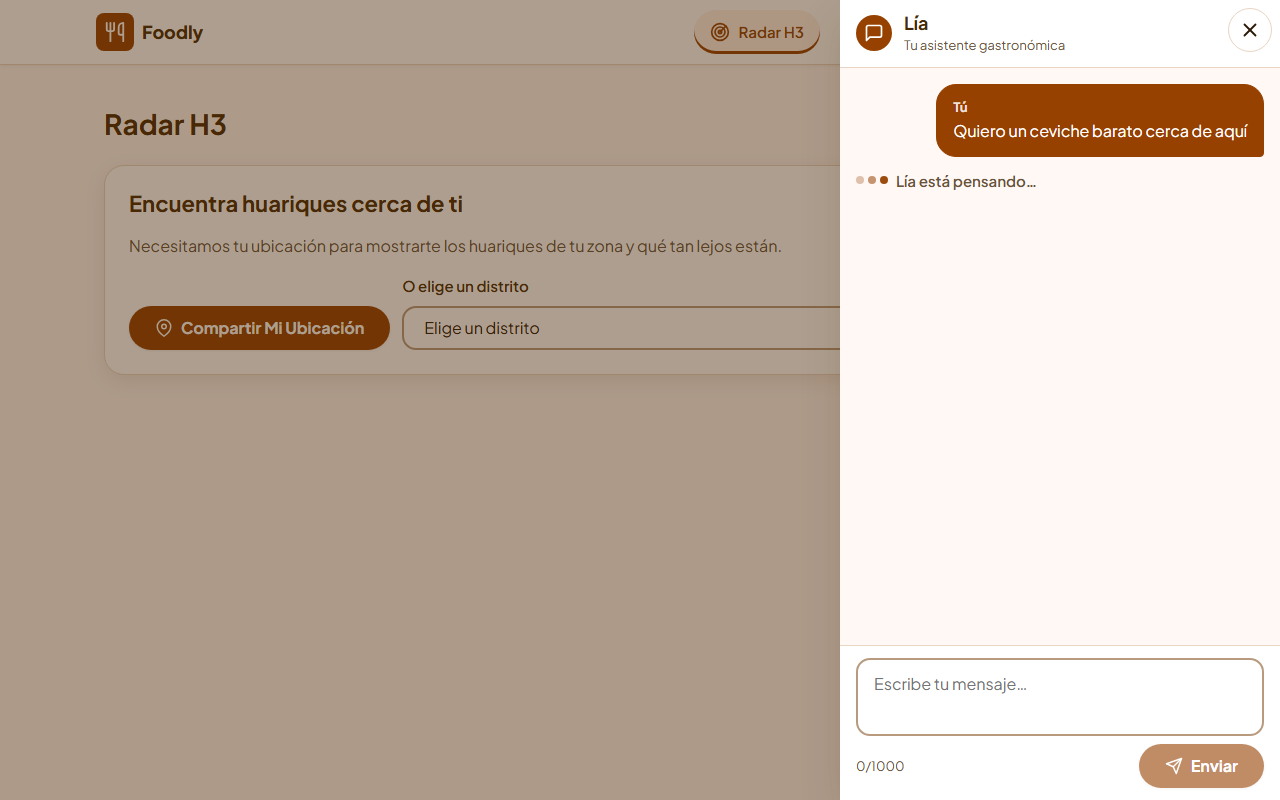 Foodly
Radar H3
Radar H3
Encuentra huariques cerca de ti
Necesitamos tu ubicación para mostrarte los huariques de tu zona y qué tan lejos están.
O elige un distrito
Compartir Mi Ubicación
Elige un distrito
Lía
Tu asistente gastronómica
Tú
Quiero un ceviche barato cerca de aquí
Lía está pensando…
Escribe tu mensaje…
0/1000
Enviar